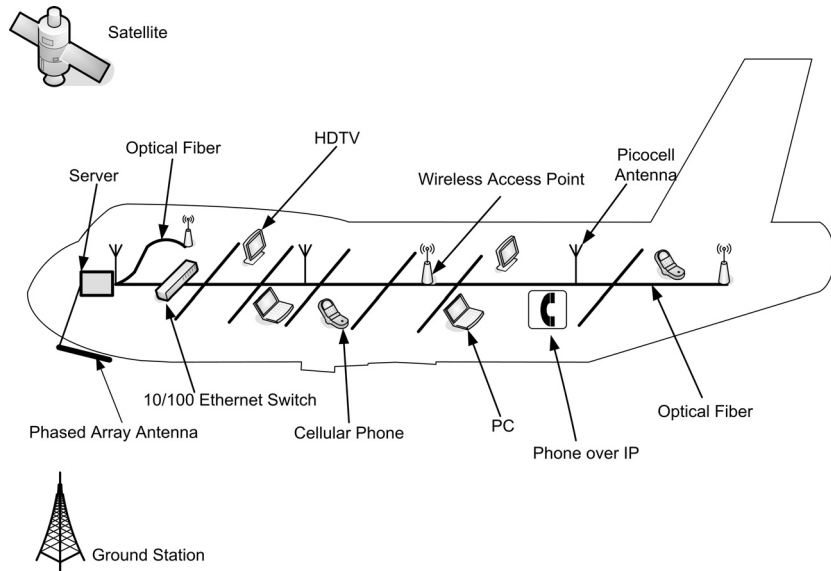 Satellite
HDTV
Optical Fiber
Picocell
Antenna
Server
Wireless Access Point
10/100 Ethernet Switch
Optical Fiber
PC
Phased Array Antenna
Cellular Phone
Phone over IP
Ground Station